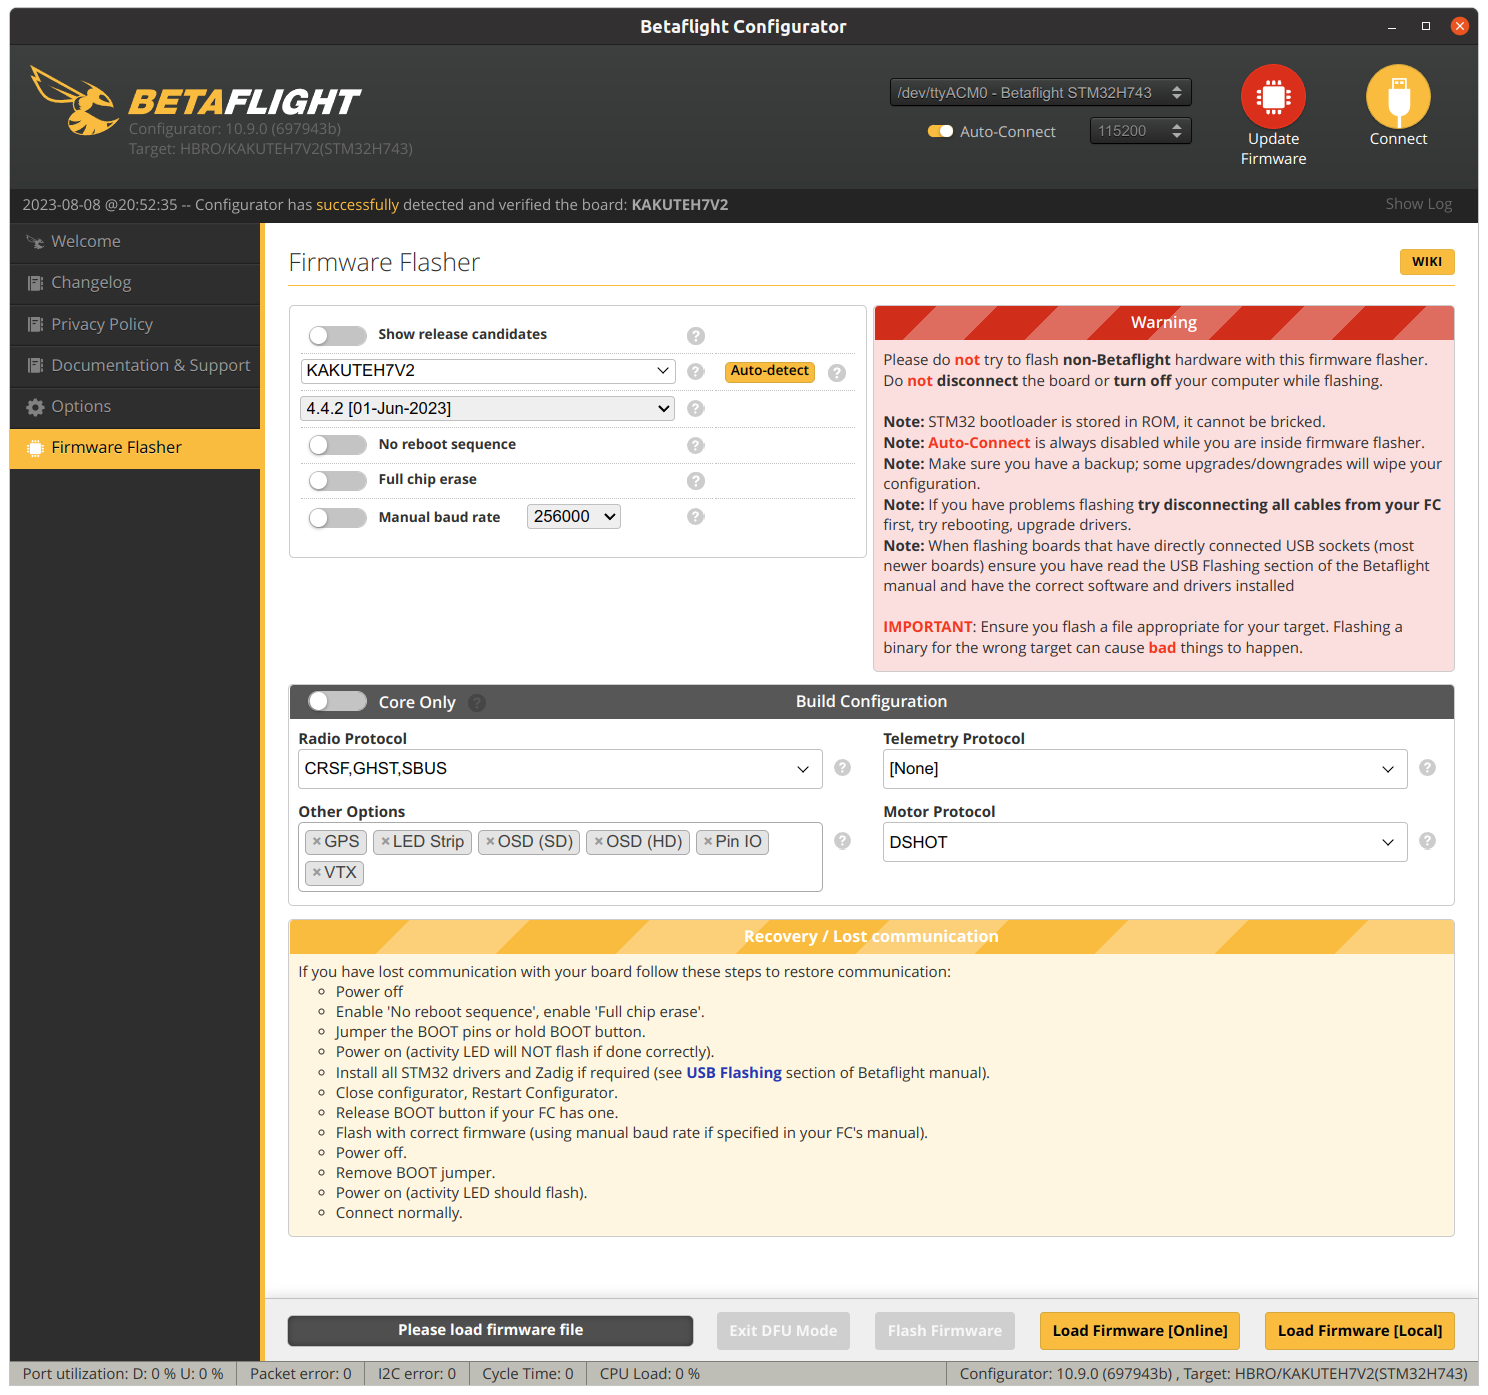 Betaflight Configurator
BETAFLIGHT
Configurator: 10.9.0 (697943b)
Target: HBRO/KAKUTEH7V2(STM32H743)
/dev/ttyACM0 - Betaflight STM32H743
Auto-Connect
115200
Update
Firmware
Connect
2023-08-08 @20:52:35 -- Configurator has successfully detected and verified the board: KAKUTEH7V2
Show Log
Welcome
Changelog
Privacy Policy
Documentation & Support
Options
Firmware Flasher
Firmware Flasher
WIKI
Show release candidates
KAKUTEH7V2
Auto-detect
4.4.2 [01-Jun-2023]
No reboot sequence
Full chip erase
Manual baud rate
256000
Warning
Please do not try to flash non-Betaflight hardware with this firmware flasher.
Do not disconnect the board or turn off your computer while flashing.
Note: STM32 bootloader is stored in ROM, it cannot be bricked.
Note: Auto-Connect is always disabled while you are inside firmware flasher.
Note: Make sure you have a backup; some upgrades/downgrades will wipe your
configuration.
Note: If you have problems flashing try disconnecting all cables from your FC
first, try rebooting, upgrade drivers.
Note: When flashing boards that have directly connected USB sockets (most
newer boards) ensure you have read the USB Flashing section of the Betaflight
manual and have the correct software and drivers installed
IMPORTANT: Ensure you flash a file appropriate for your target. Flashing a
binary for the wrong target can cause bad things to happen.
Core Only
Build Configuration
Radio Protocol
CRSF,GHST,SBUS
Telemetry Protocol
[None]
Other Options
×GPS ×LED Strip ×OSD (SD) ×OSD (HD) ×Pin IO
×VTX
Motor Protocol
DSHOT
Recovery / Lost communication
If you have lost communication with your board follow these steps to restore communication:
Power off
Enable 'No reboot sequence', enable 'Full chip erase'.
Jumper the BOOT pins or hold BOOT button.
Power on (activity LED will NOT flash if done correctly).
Install all STM32 drivers and Zadig if required (see USB Flashing section of Betaflight manual).
Close configurator, Restart Configurator.
Release BOOT button if your FC has one.
Flash with correct firmware (using manual baud rate if specified in your FC's manual).
Power off.
Remove BOOT jumper.
Power on (activity LED should flash).
Connect normally.
Please load firmware file
Exit DFU Mode
Flash Firmware
Load Firmware [Online]
Load Firmware [Local]
Port utilization: D: 0 % U: 0 %
Packet error: 0
I2C error: 0
Cycle Time: 0
CPU Load: 0 %
Configurator: 10.9.0 (697943b) , Target: HBRO/KAKUTEH7V2(STM32H743)